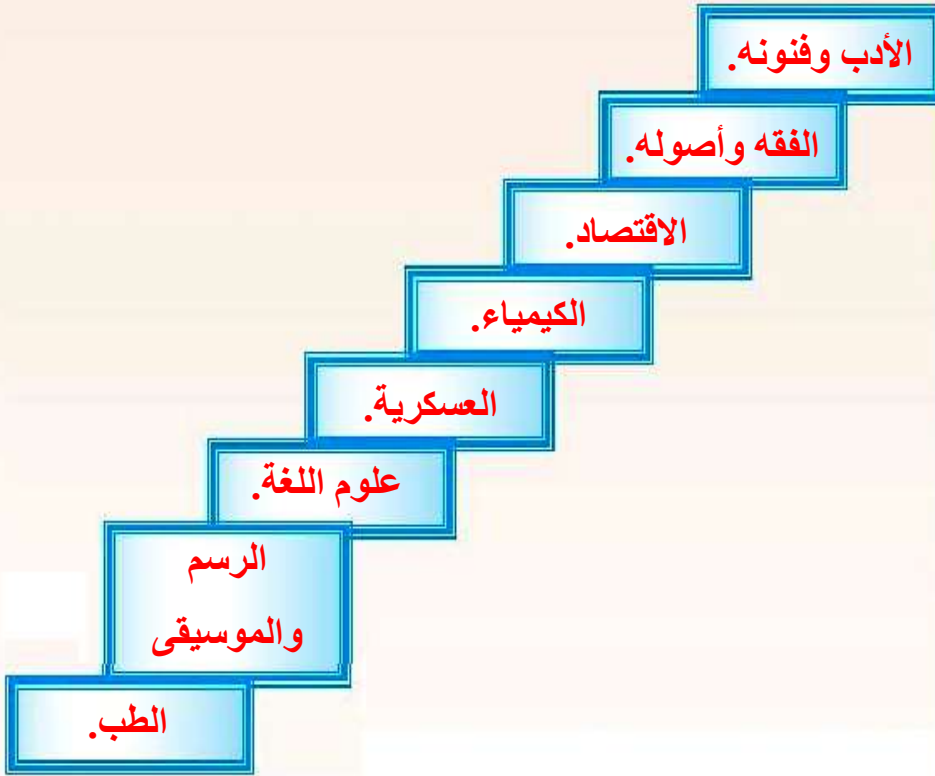 الأدب وفنونه.
الفقه وأصوله.
الاقتصاد.
الكيمياء.
العسكرية.
علوم اللغة.
الرسم
والموسيقى
الطب.